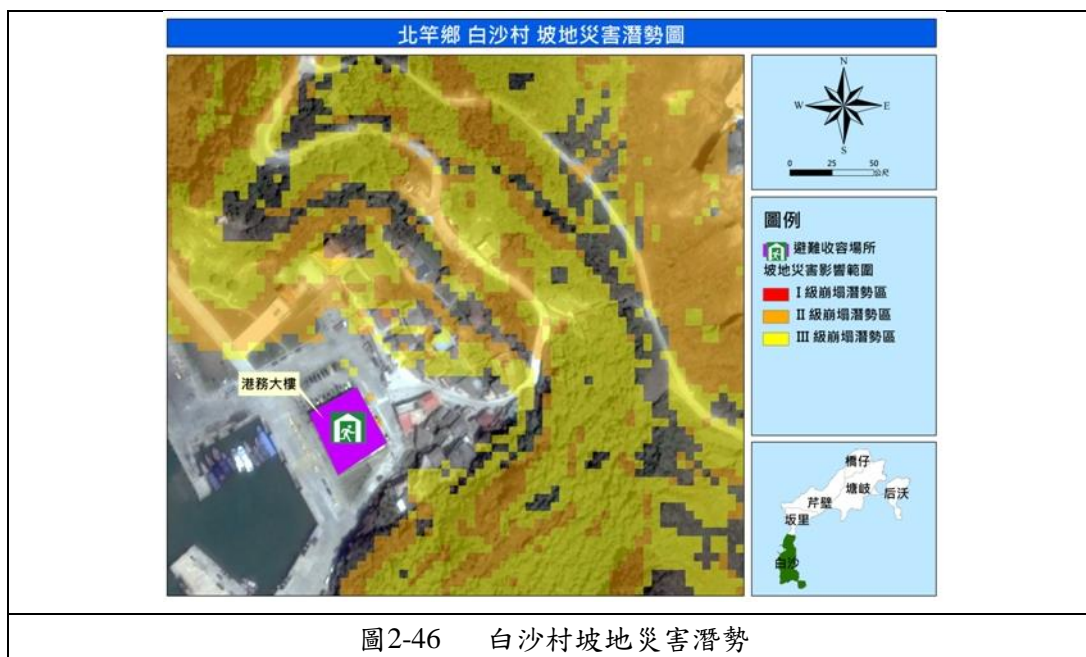 北竿鄉 白沙村 坡地災害潛勢圖
N
W E
S
0 25 50
公尺
圖例
避難收容場所
坡地災害影響範圍
I 級崩塌潛勢區
II 級崩塌潛勢區
III 級崩塌潛勢區
港務大樓
橋仔
塘岐
后沃
芹壁
坂里
白沙
圖2-46 白沙村坡地災害潛勢